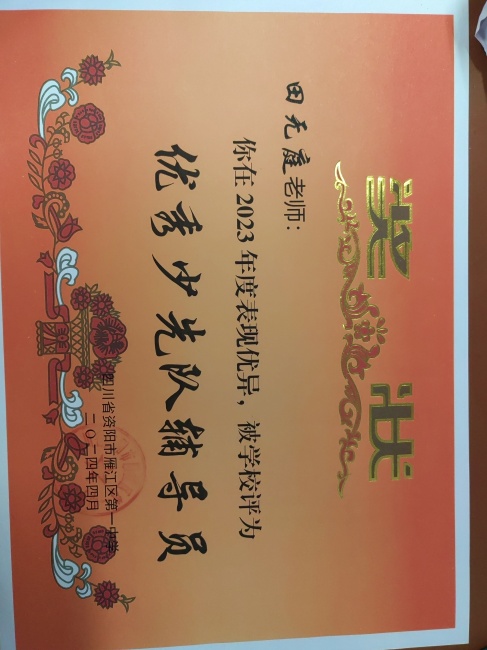 奖状
田无庭老师：
你在2023年度表现优异，被学校评为
优秀少先队辅导员
四川省资阳市雁江区第一中学
二〇二四年四月